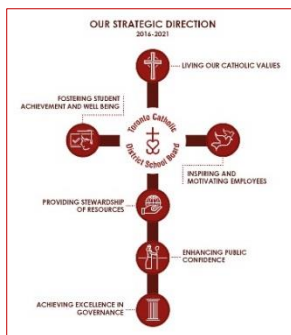 OUR STRATEGIC DIRECTION
2016-2021
LIVING OUR CATHOLIC VALUES
FOSTERING STUDENT
ACHIEVEMENT AND WELL BEING
Toronto Catholic
District School Board
INSPIRING AND
MOTIVATING EMPLOYEES
PROVIDING STEWARDSHIP
OF RESOURCES
ENHANCING PUBLIC
CONFIDENCE
ACHIEVING EXCELLENCE IN
GOVERNANCE